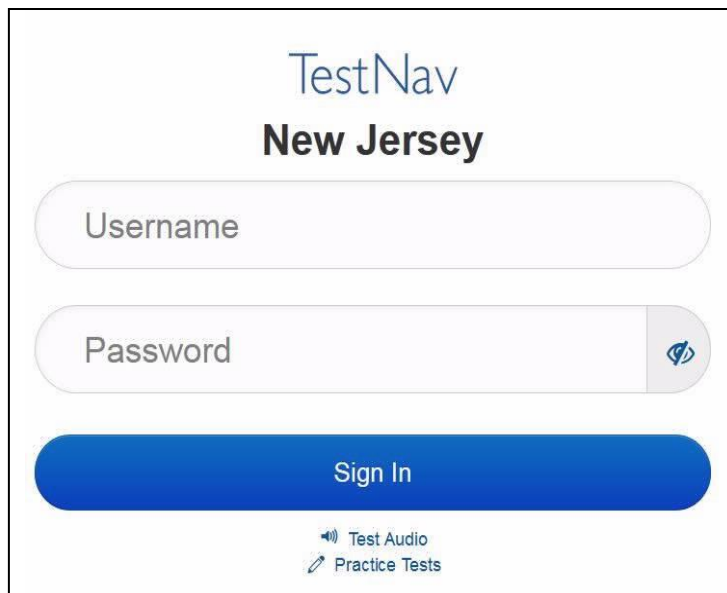 TestNav
New Jersey
Username
Password
Sign In
Test Audio
Practice Tests